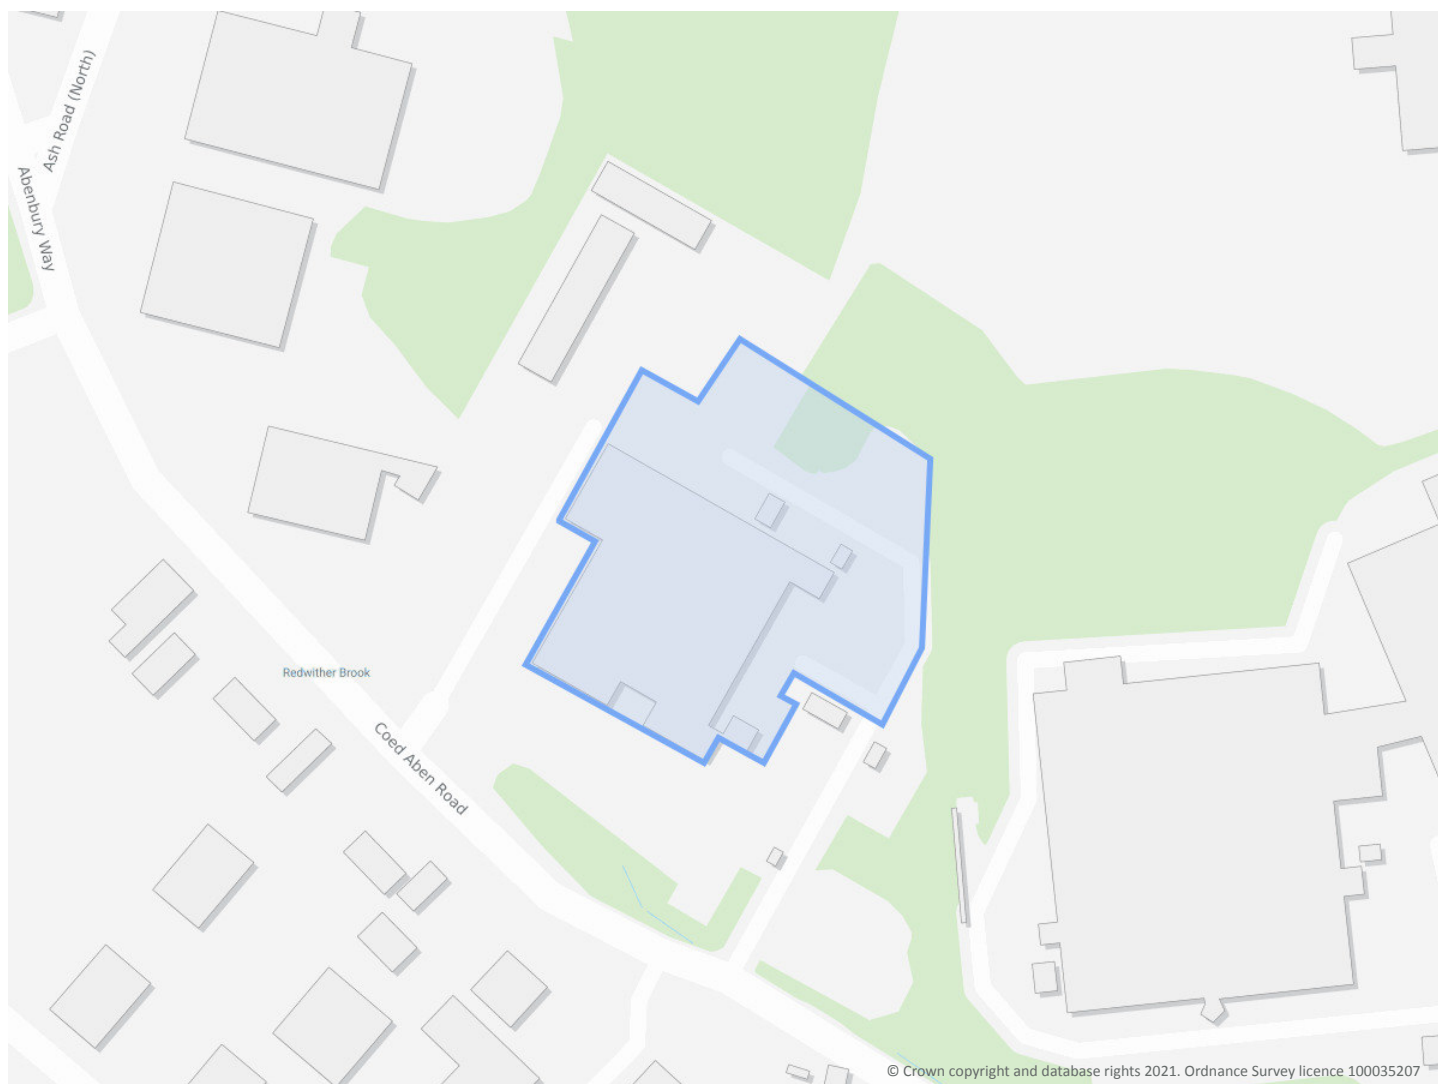 Ash Road (North)
Abenbury Way
Redwither Brook
Coed Aben Road
© Crown copyright and database rights 2021. Ordnance Survey licence 100035207